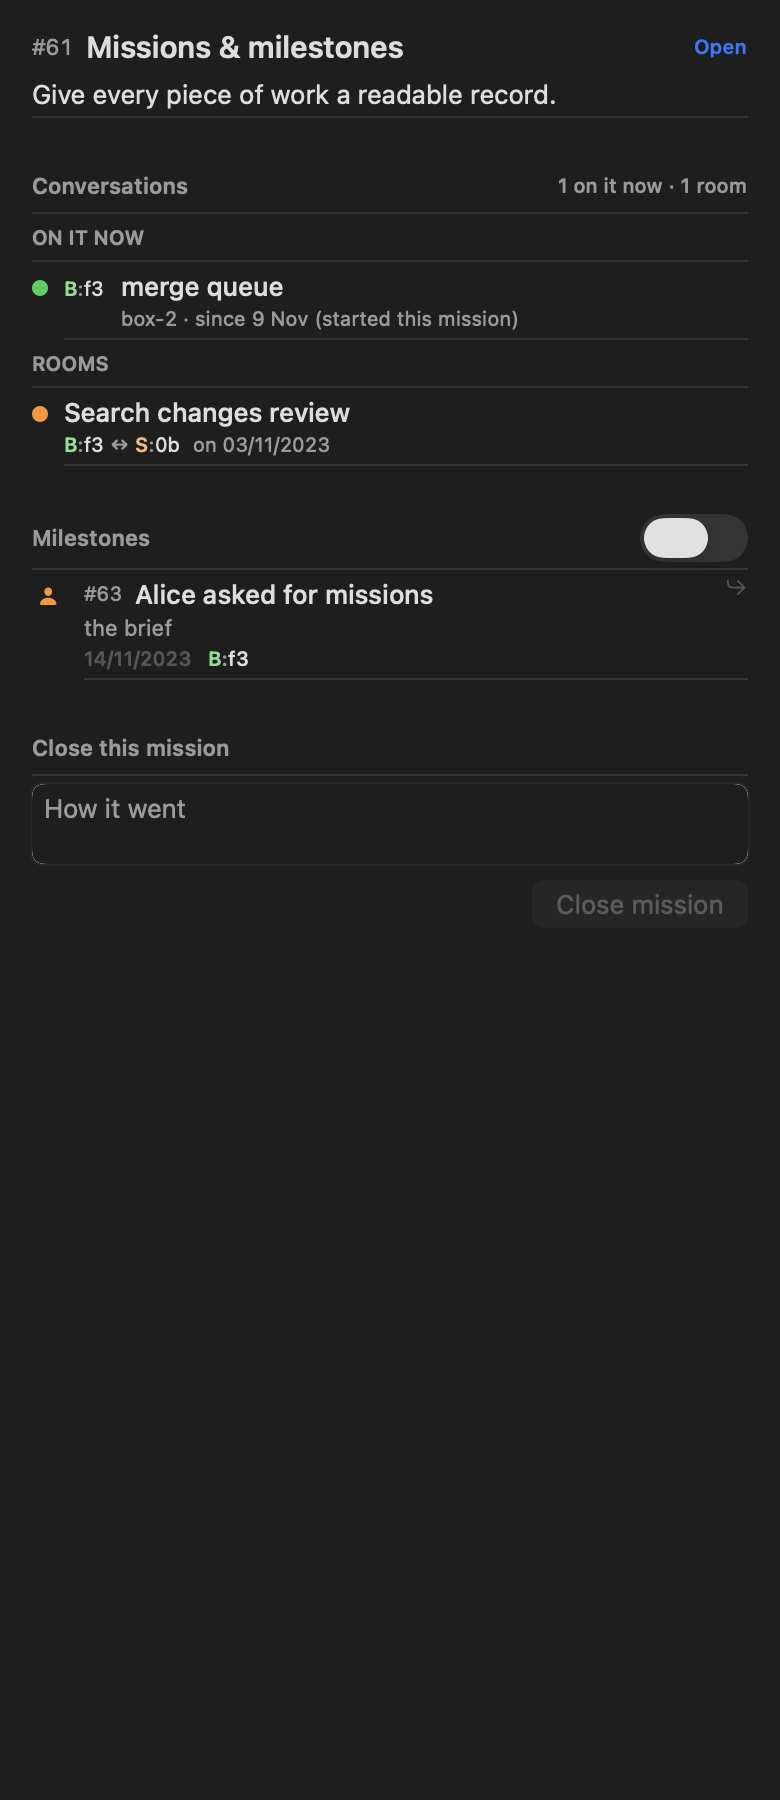 #61 Missions & milestones Open
Give every piece of work a readable record.
Conversations 1 on it now · 1 room
ON IT NOW
B:f3 merge queue
box-2 · since 9 Nov (started this mission)
ROOMS
Search changes review
B:f3 ↔ S:0b on 03/11/2023
Milestones
#63 Alice asked for missions
the brief
14/11/2023 B:f3
Close this mission
How it went
Close mission